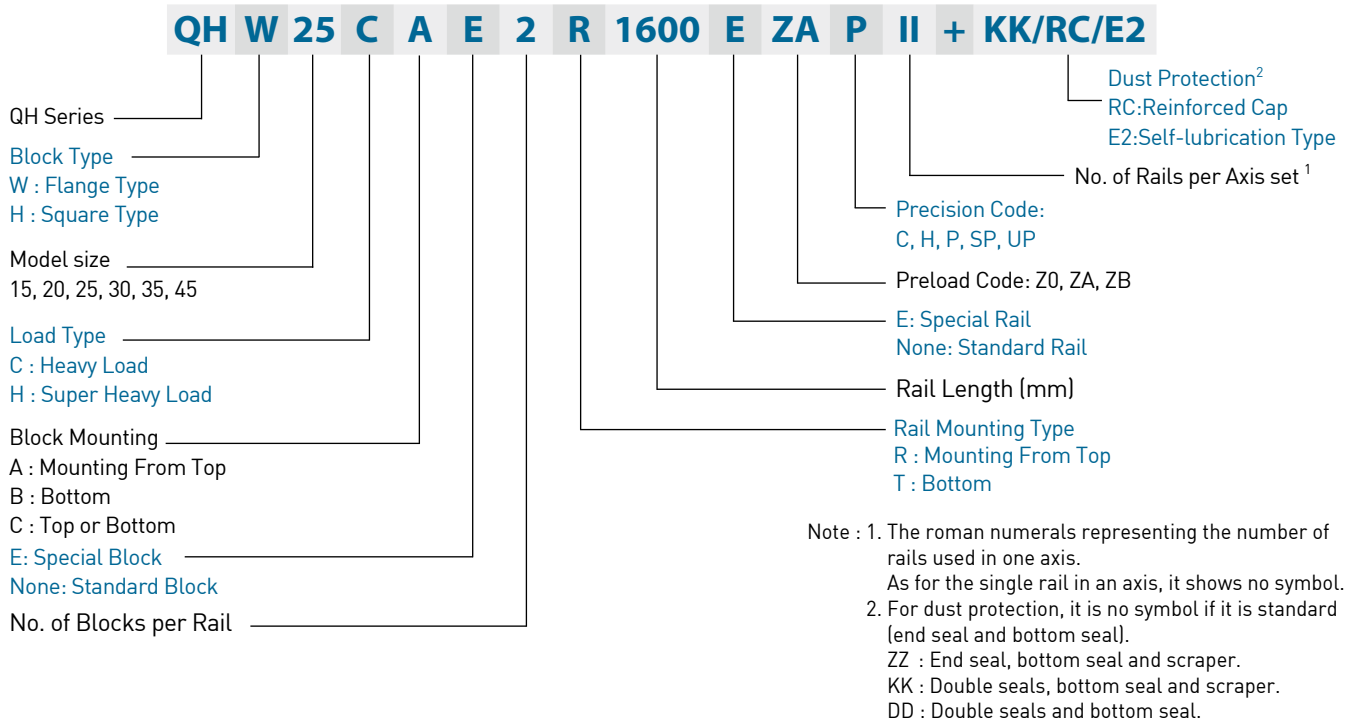 QH W 25 C A E 2 R 1600 E ZA P II + KK/RC/E2
QH Series
Block Type
W : Flange Type
H : Square Type
Model size
15, 20, 25, 30, 35, 45
Load Type
C : Heavy Load
H : Super Heavy Load
Block Mounting
A : Mounting From Top
B : Bottom
C : Top or Bottom
E: Special Block
None: Standard Block
No. of Blocks per Rail
Dust Protection2
RC:Reinforced Cap
E2:Self-lubrication Type
No. of Rails per Axis set 1
Precision Code:
C, H, P, SP, UP
Preload Code: Z0, ZA, ZB
E: Special Rail
None: Standard Rail
Rail Length (mm)
Rail Mounting Type
R : Mounting From Top
T : Bottom
Note : 1. The roman numerals representing the number of
rails used in one axis.
As for the single rail in an axis, it shows no symbol.
2. For dust protection, it is no symbol if it is standard
(end seal and bottom seal).
ZZ : End seal, bottom seal and scraper.
KK : Double seals, bottom seal and scraper.
DD : Double seals and bottom seal.